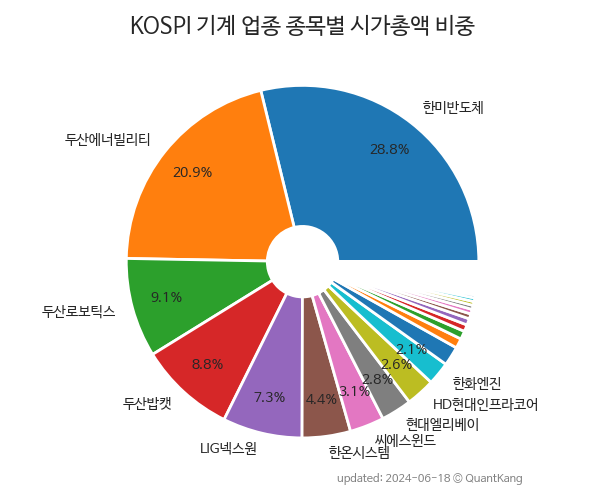 KOSPI 기계 업종 종목별 시가총액 비중
한미반도체
28.8%
두산에너빌리티
20.9%
두산로보틱스
9.1%
두산밥캣
8.8%
LIG넥스원
7.3%
한온시스템
4.4%
씨에스윈드
3.1%
현대엘리베이
2.8%
HD현대인프라코어
2.6%
한화엔진
2.1%
updated: 2024-06-18 © QuantKang